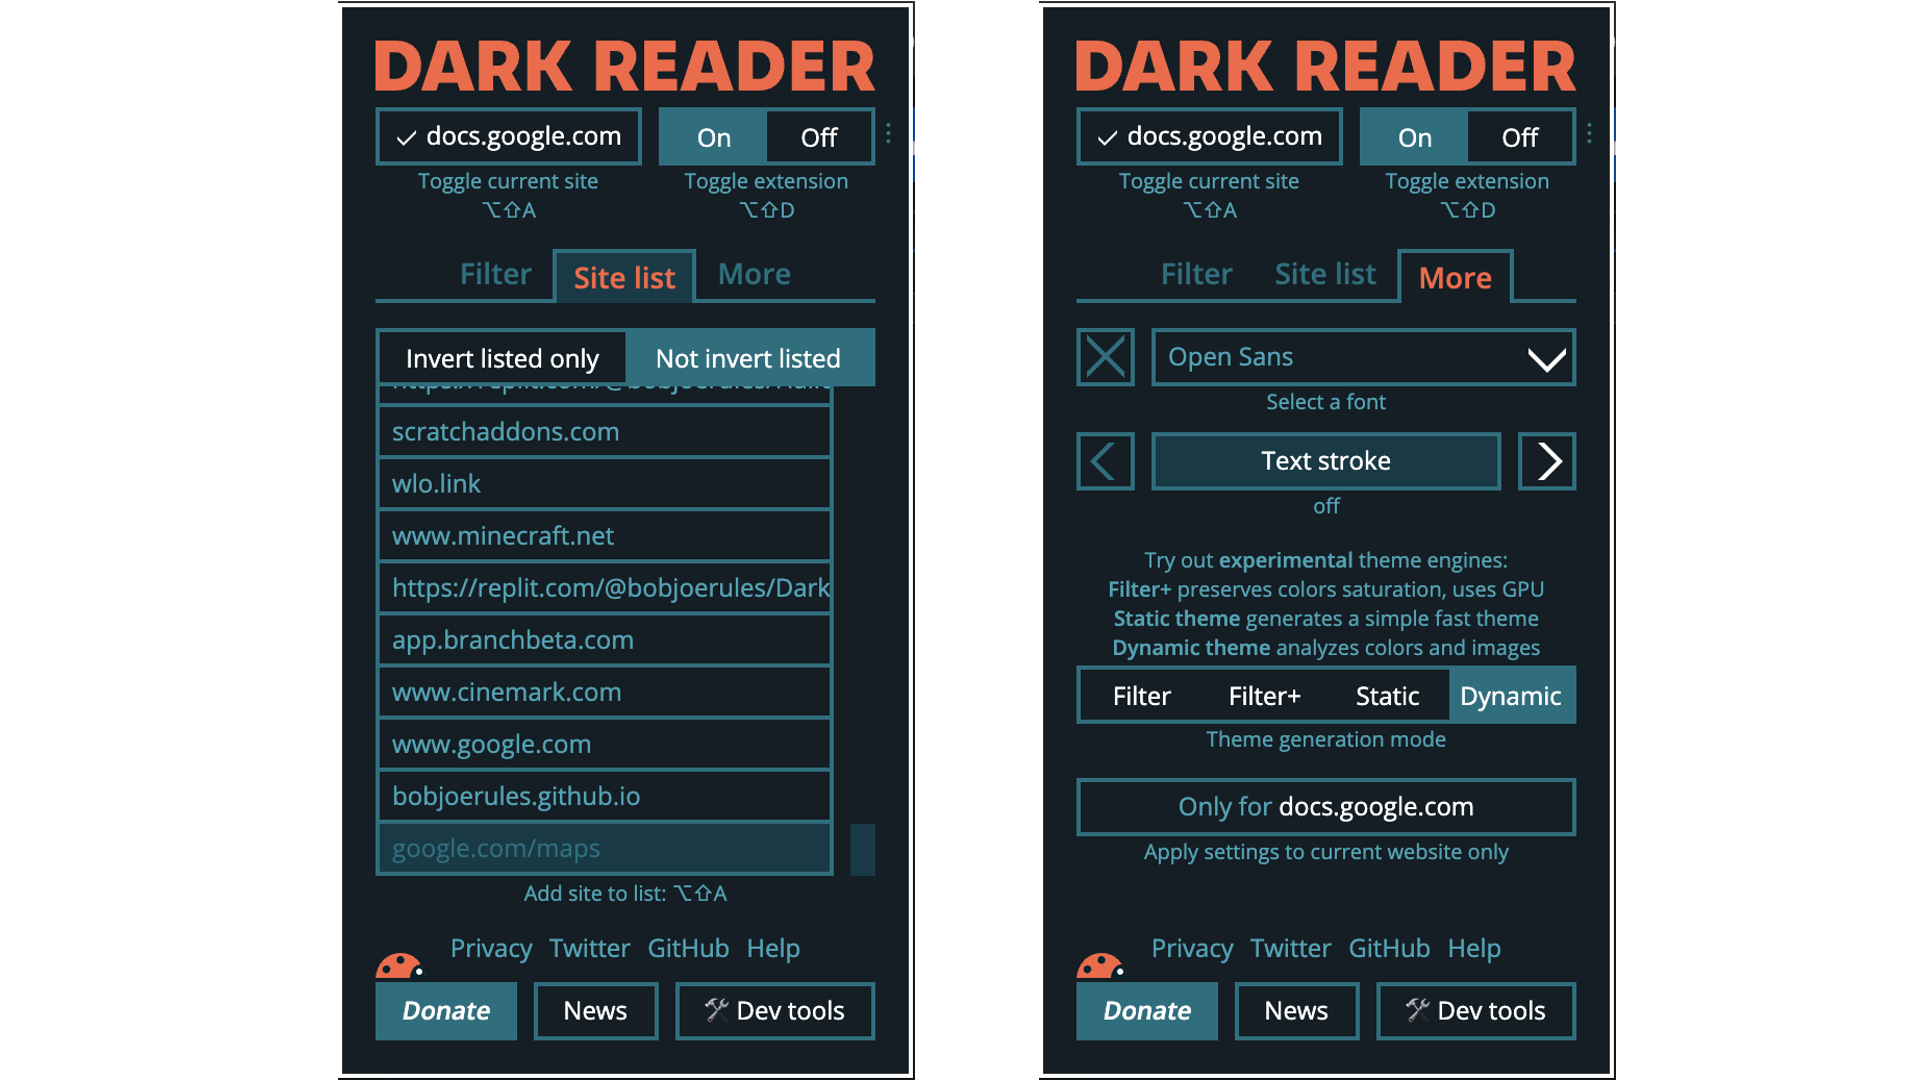 DARK READER
docs.google.com
On Off
Toggle current site
⌥⇧A
Toggle extension
⌥⇧D
Filter Site list More
Invert listed only Not invert listed
scratchaddons.com
wlo.link
www.minecraft.net
https://replit.com/@bobjoerules/Dark
app.branchbeta.com
www.cinemark.com
www.google.com
bobjoerules.github.io
google.com/maps
Add site to list: ⌥⇧A
Privacy Twitter GitHub Help
Donate News Dev tools
DARK READER
docs.google.com
On Off
Toggle current site
⌥⇧A
Toggle extension
⌥⇧D
Filter Site list More
Open Sans
Select a font
Text stroke
off
Try out experimental theme engines:
Filter+ preserves colors saturation, uses GPU
Static theme generates a simple fast theme
Dynamic theme analyzes colors and images
Filter Filter+ Static Dynamic
Theme generation mode
Only for docs.google.com
Apply settings to current website only
Privacy Twitter GitHub Help
Donate News Dev tools